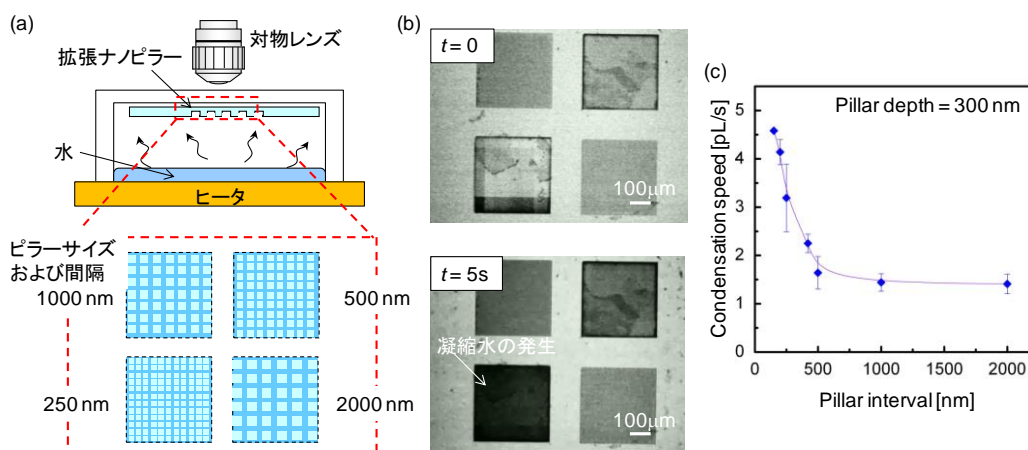 (a)
対物レンズ
拡張ナノピラー
水
ヒータ
ピラーサイズ
および間隔
1000 nm
500 nm
250 nm
2000 nm
(b)
t = 0
100μm
t = 5s
凝縮水の発生
100μm
(c)
Pillar depth = 300 nm
Condensation speed [pL/s]
5
4
3
2
1
0
0
500
1000
1500
2000
Pillar interval [nm]